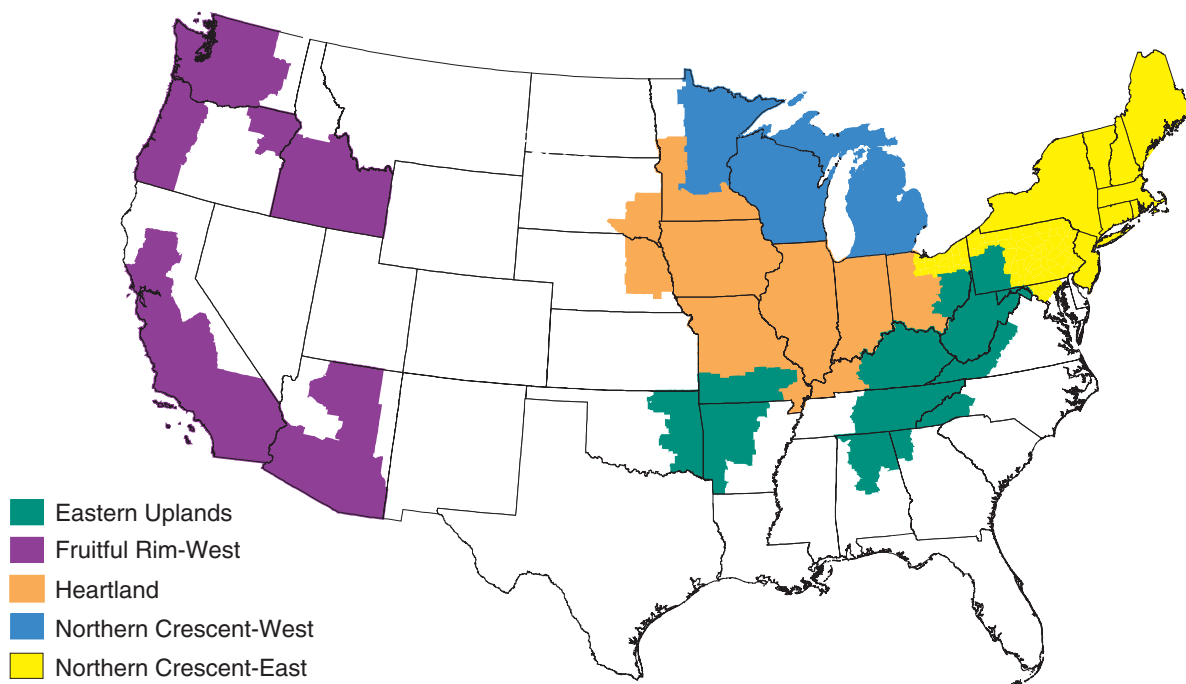 Eastern Uplands
Fruitful Rim-West
Heartland
Northern Crescent-West
Northern Crescent-East